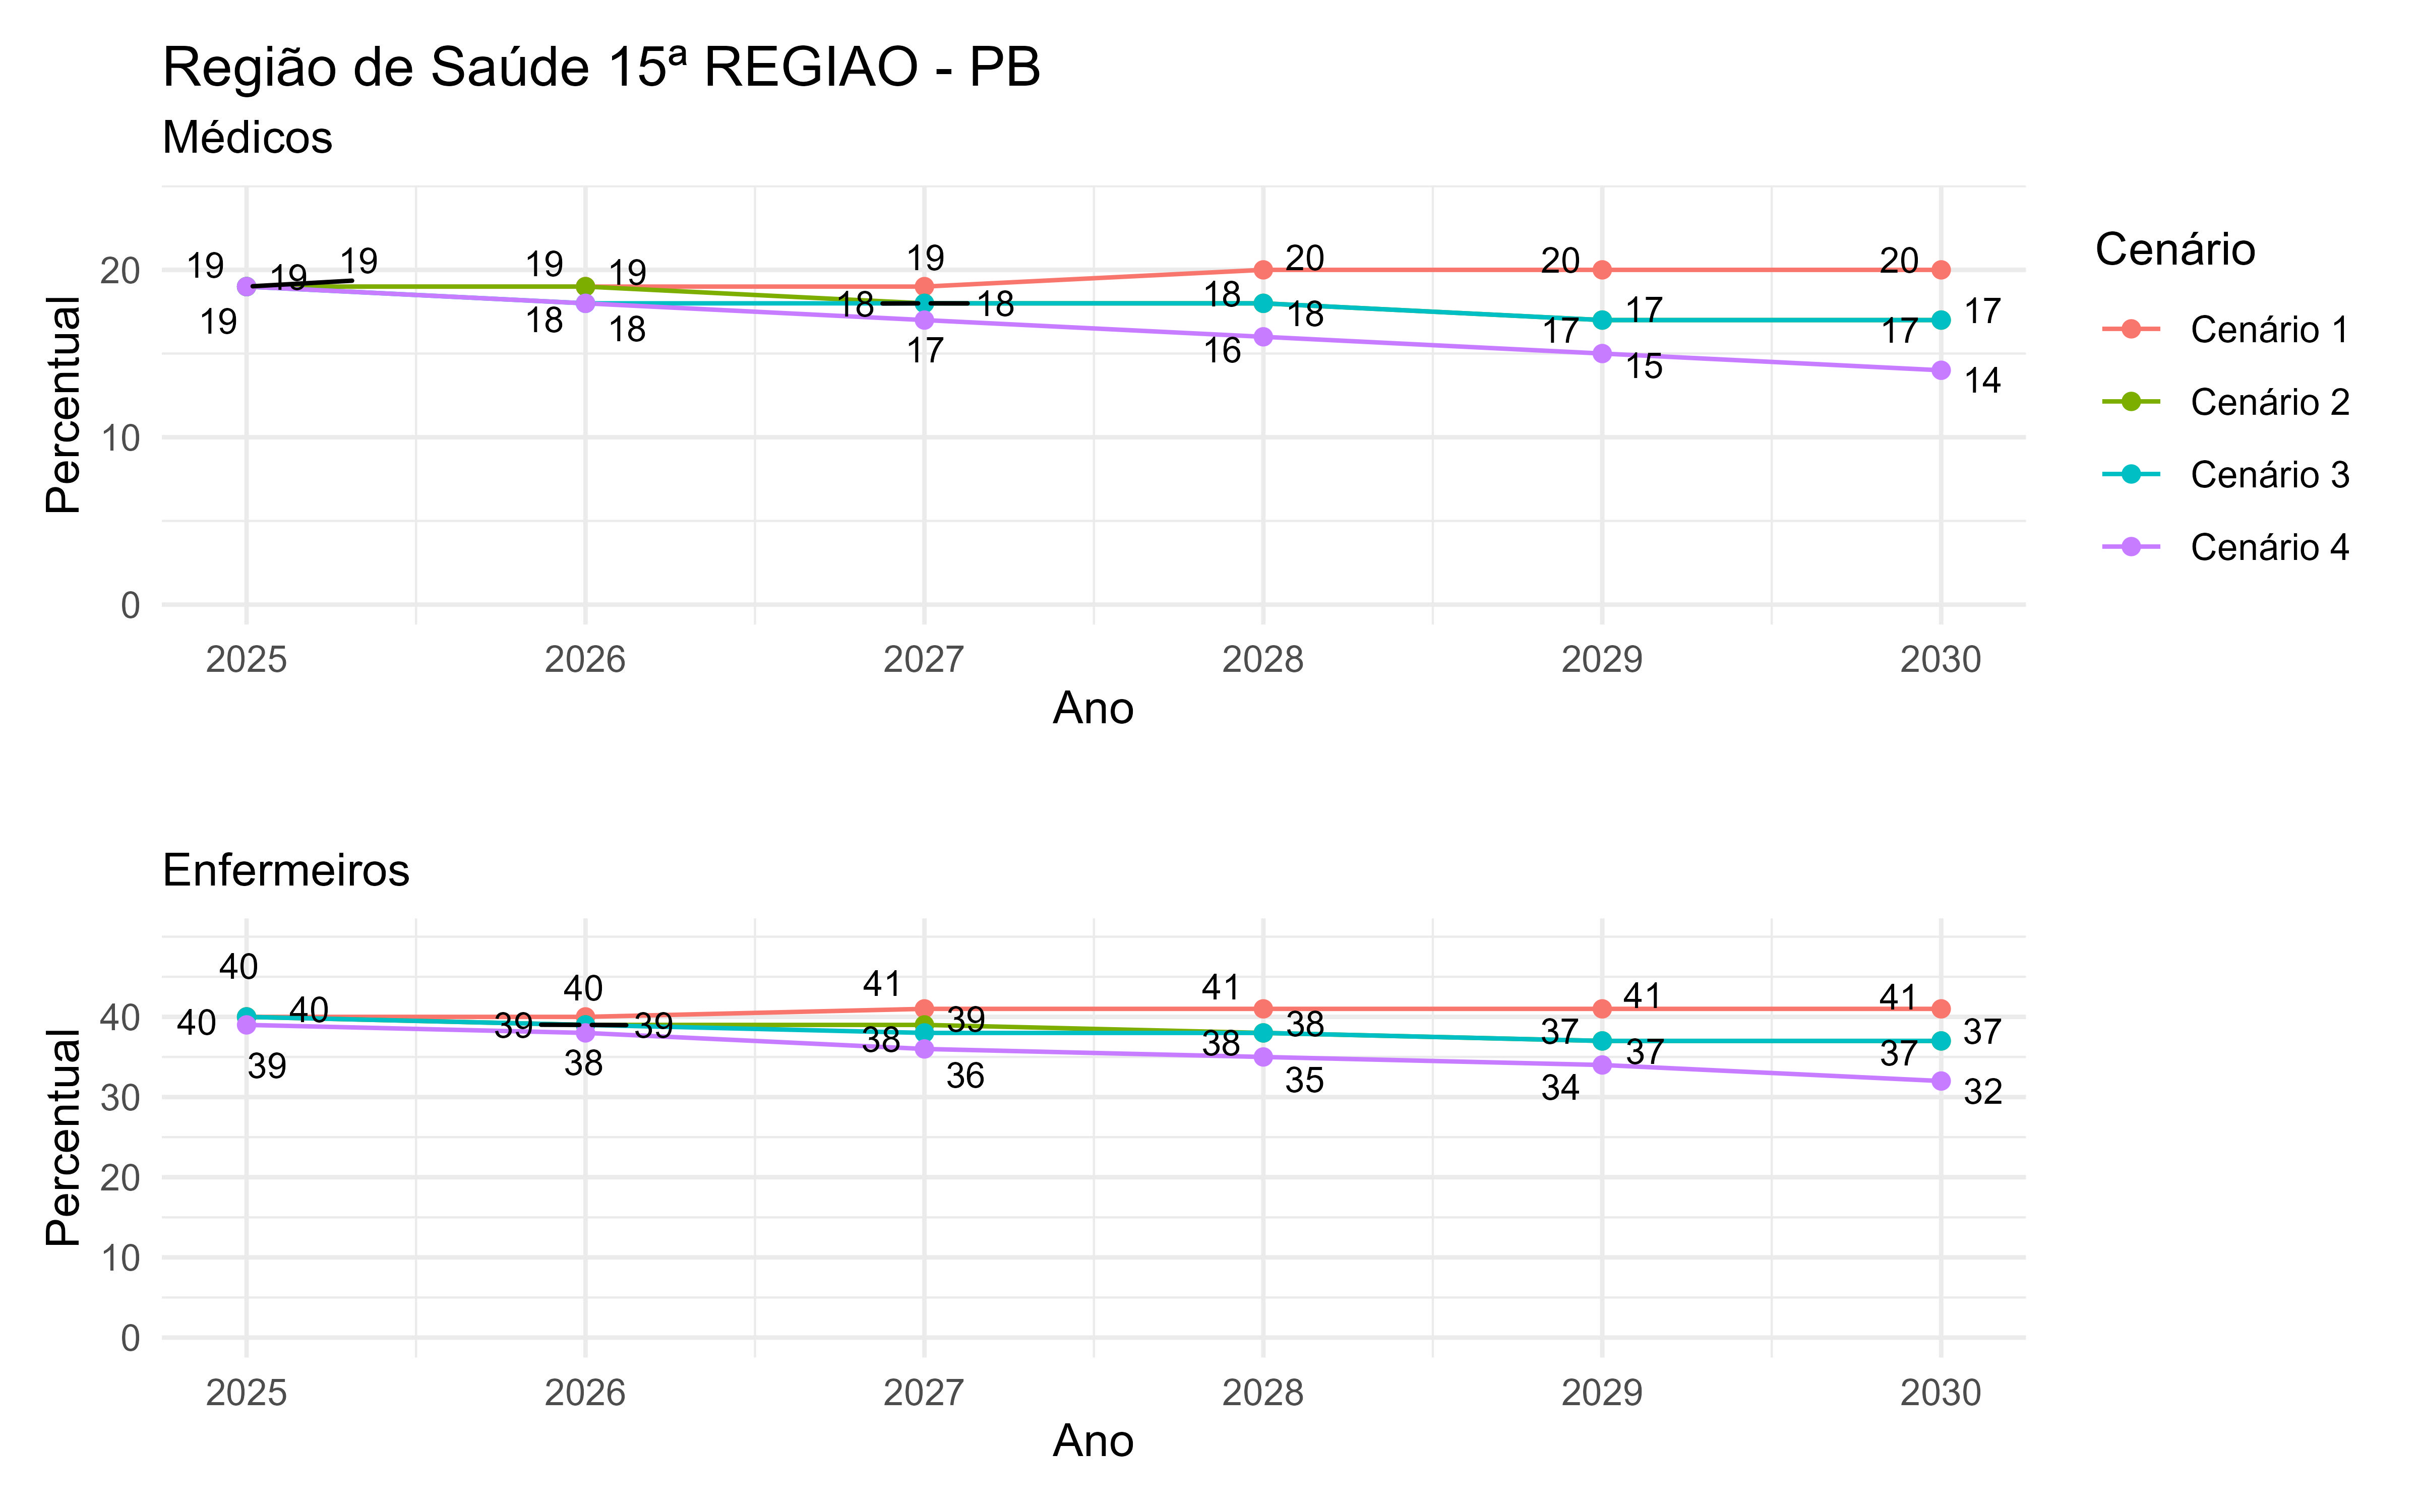 Região de Saúde 15ª REGIAO - PB
Médicos
Percentual
20
10
0
19 19 19 19
19 19 18 18
19 18 18 17
20 18 18 16
20 17 17 15
20 17 17 14
2025 2026 2027 2028 2029 2030
Ano
Cenário
Cenário 1
Cenário 2
Cenário 3
Cenário 4
Enfermeiros
Percentual
40
30
20
10
0
40 40 40 39
40 39 39 38
41 39 38 36
41 38 38 35
41 37 37 34
41 37 37 32
2025 2026 2027 2028 2029 2030
Ano